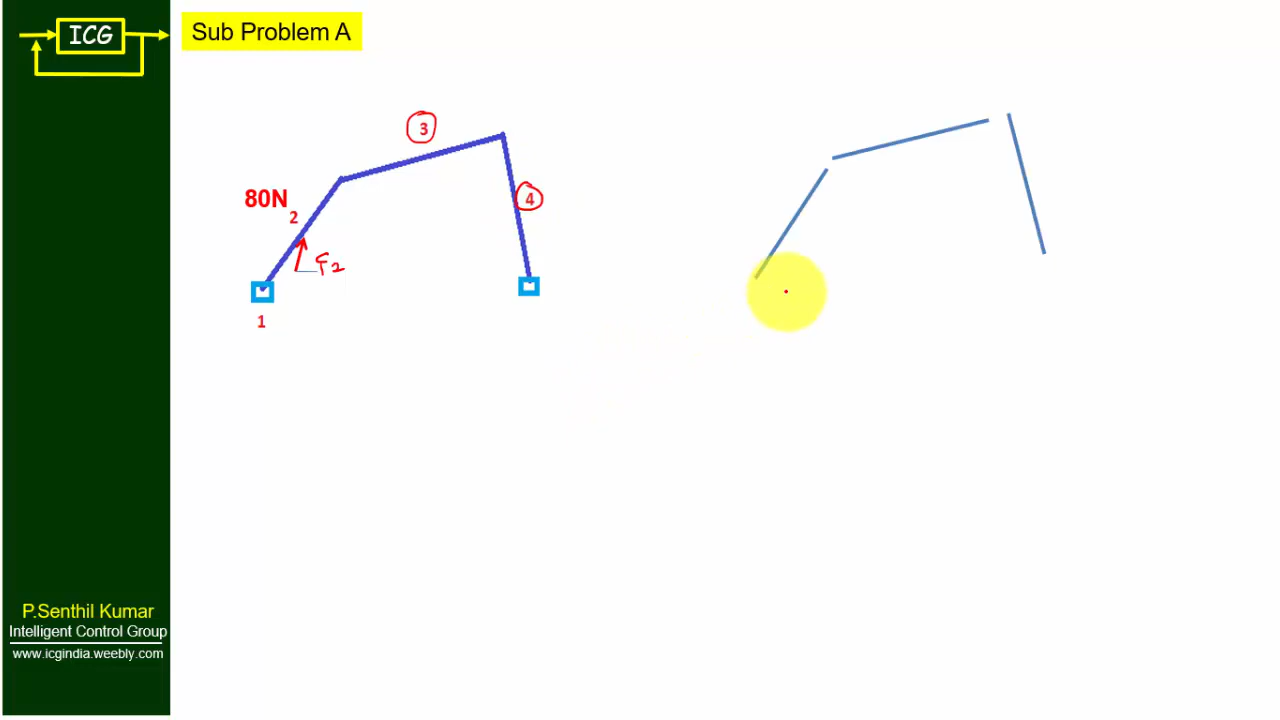 ICG
Sub Problem A
3
80N
2
4
F2
1
P.Senthil Kumar
Intelligent Control Group
www.icgindia.weebly.com